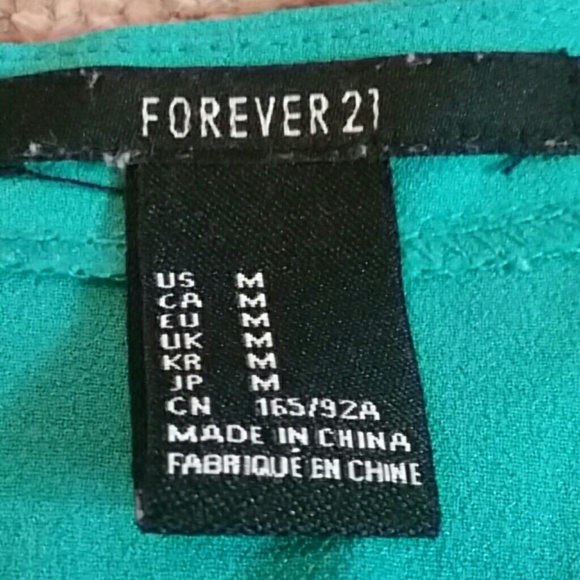 FOREVER 21
US M
CA M
EU M
UK M
KR M
JP M
CN 165/92A
MADE IN CHINA
FABRIQUÉ EN CHINE